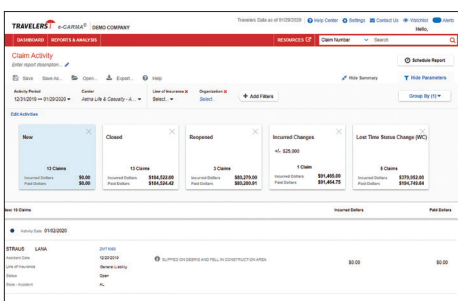 Travelers Data as of 01/29/2020 Help Center Settings Contact Us Watchlist Alerts
TRAVELERS e-CARMA® DEMO COMPANY
Hello,
DASHBOARD REPORTS & ANALYSIS RESOURCES Claim Number Search
Claim Activity
Enter report description...
Schedule Report
Save Save As... Open... Export... Help Hide Summary Hide Parameters
Activity Period Center Line of Insurance Organization
12/31/2019 — 01/29/2020 Aetna Life & Casualty - A... Select... Select.. + Add Filters Group By (1)
Edit Activities
New Closed Reopened Incurred Changes Lost Time Status Change (WC)
+/- $25,000
13 Claims 13 Claims 3 Claims 1 Claim 5 Claims
Incurred Dollars $0.00 Incurred Dollars $184,522.00 Incurred Dollars $83,279.00 Incurred Dollars $91,495.00 Incurred Dollars $379,952.00
Paid Dollars $0.00 Paid Dollars $184,524.42 Paid Dollars Paid Dollars $91,464.75 Paid Dollars $194,749.64
New: 13 Claims Incurred Dollars Paid Dollars
Activity Date 01/02/2020
STRAUS LANA
Accident Date 12/20/2019 SLIPPED ON DEBRIS AND FELL IN CONSTRUCTION AREA $0.00 $0.00
Line of Insurance General Liability
Status Open
State - Accident AL